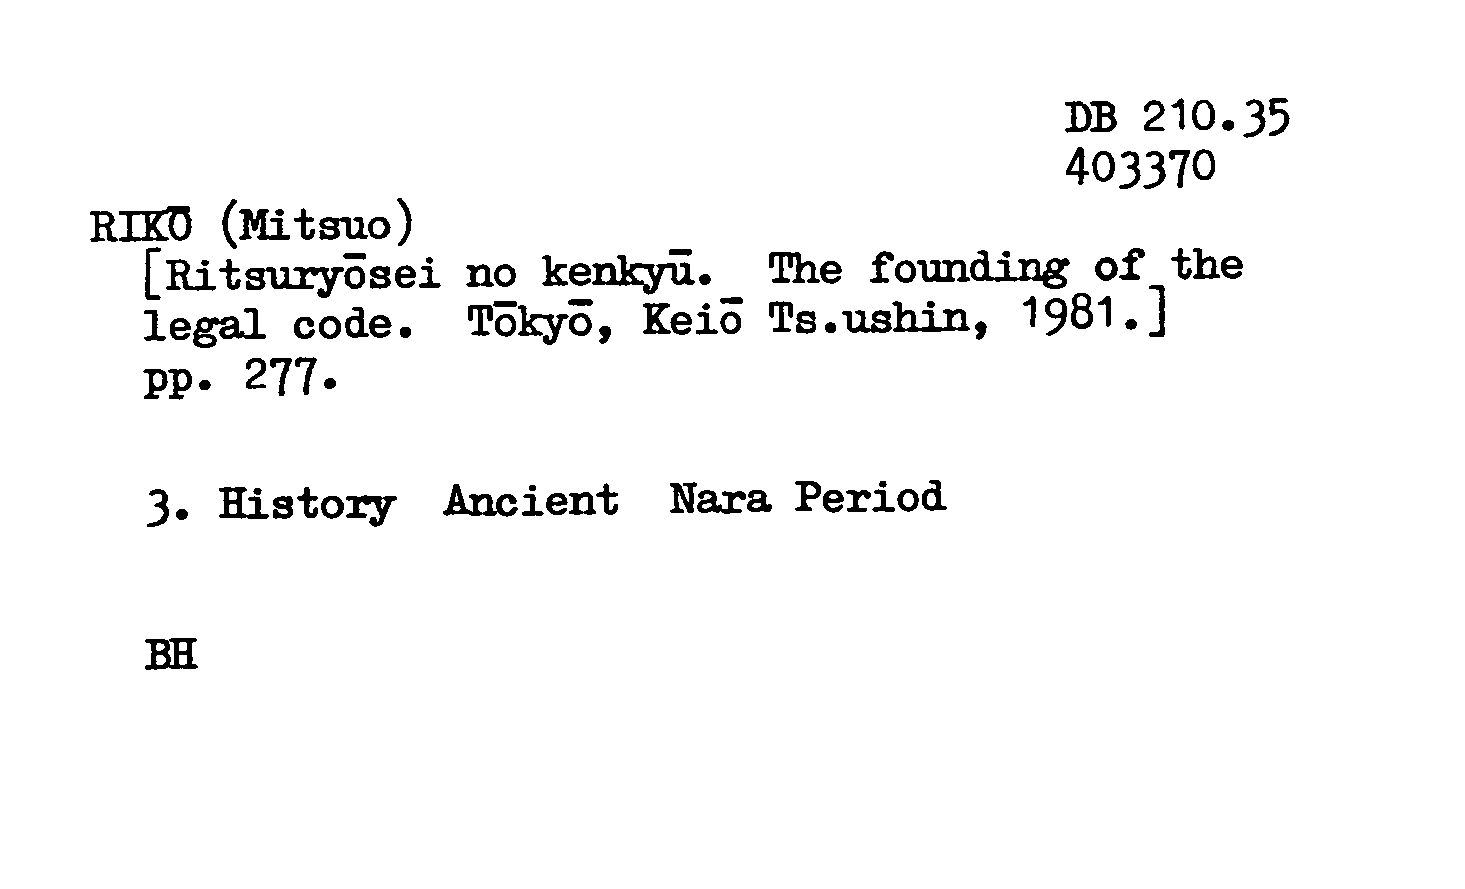 DB 210.35
403370
RIKŌ (Mitsuo)
[Ritsuryōsei no kenkyū. The founding of the
legal code. Tōkyō, Keiō Ts.ushin, 1981.]
pp. 277.
3. History Ancient Nara Period
BH